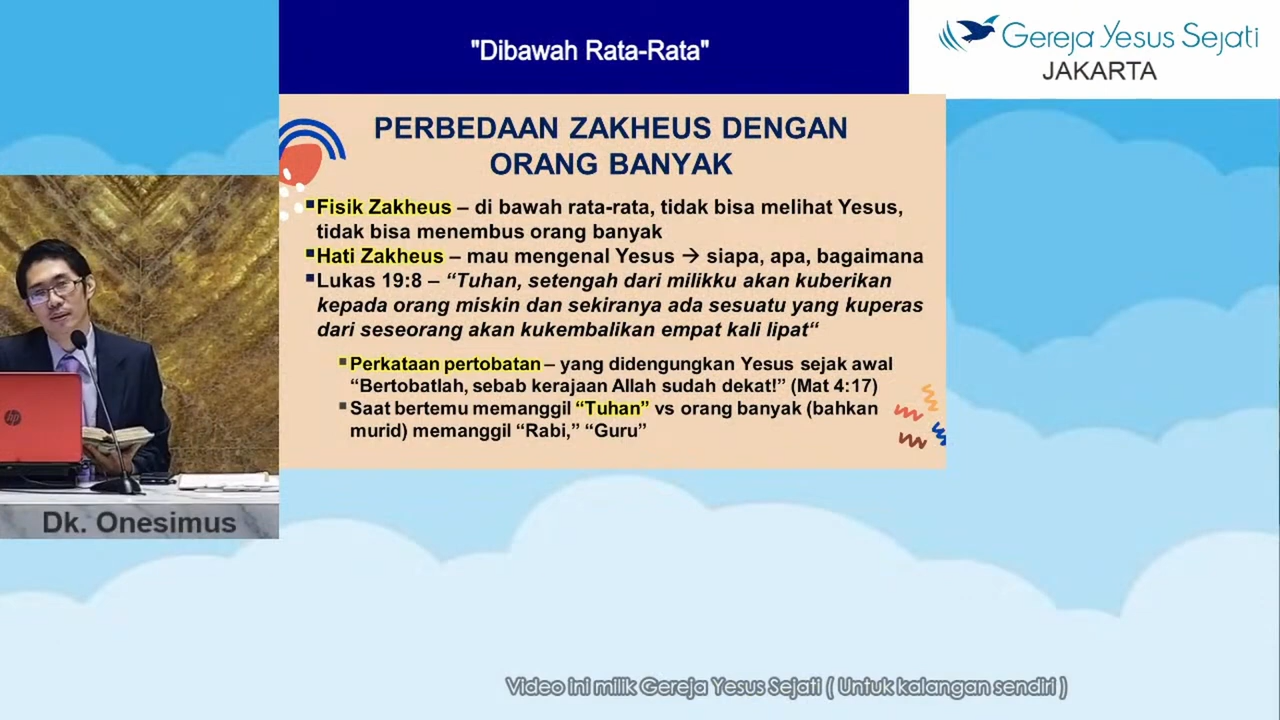 "Dibawah Rata-Rata"
Gereja Yesus Sejati
JAKARTA
PERBEDAAN ZAKHEUS DENGAN
ORANG BANYAK
▪Fisik Zakheus – di bawah rata-rata, tidak bisa melihat Yesus,
tidak bisa menembus orang banyak
▪Hati Zakheus – mau mengenal Yesus → siapa, apa, bagaimana
▪Lukas 19:8 – “Tuhan, setengah dari milikku akan kuberikan
kepada orang miskin dan sekiranya ada sesuatu yang kuperas
dari seseorang akan kukembalikan empat kali lipat“
▪Perkataan pertobatan – yang didengungkan Yesus sejak awal
“Bertobatlah, sebab kerajaan Allah sudah dekat!” (Mat 4:17)
▪Saat bertemu memanggil “Tuhan” vs orang banyak (bahkan
murid) memanggil “Rabi,” “Guru”
hp
Dk. Onesimus
Video ini milik Gereja Yesus Sejati ( Untuk kalangan sendiri )